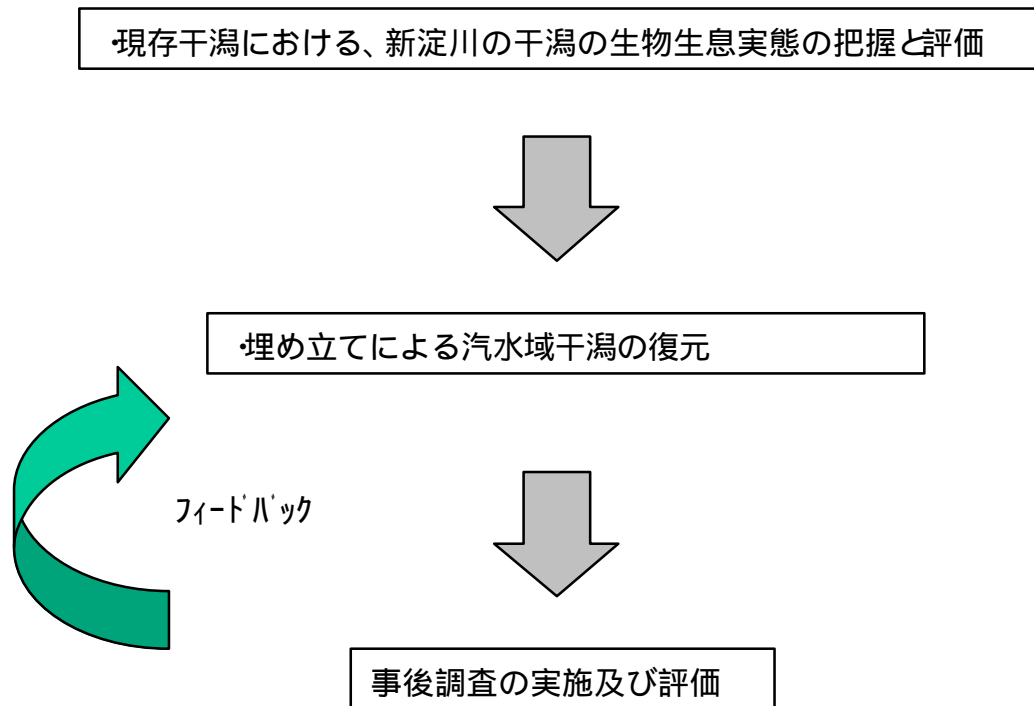 ・現存干潟における、新淀川の干潟の生物生息実態の把握と評価
・埋め立てによる汽水域干潟の復元
ﾌｨｰﾄﾞﾊﾞｯｸ
事後調査の実施及び評価